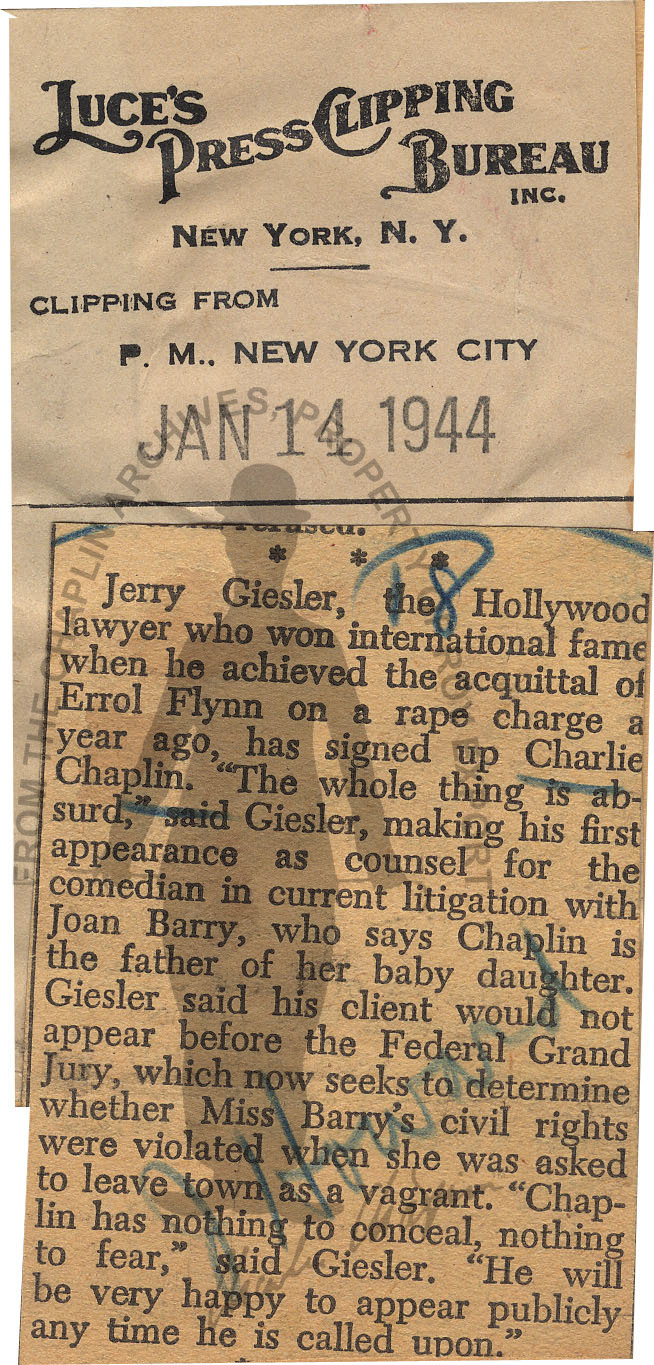 LUCE'S
PRESS CLIPPING
BUREAU
INC.
NEW YORK, N. Y.
CLIPPING FROM
P. M., NEW YORK CITY
JAN 14 1944
FROM THE CHAPLIN ARCHIVES, PROPERTY
* * *
18
Jerry Giesler, the Hollywood
lawyer who won international fame
when he achieved the acquittal of
Errol Flynn on a rape charge a
year ago, has signed up Charlie
Chaplin. “The whole thing is ab-
surd,” said Giesler, making his first
appearance as counsel for the
comedian in current litigation with
Joan Barry, who says Chaplin is
the father of her baby daughter.
Giesler said his client would not
appear before the Federal Grand
Jury, which now seeks to determine
whether Miss Barry's civil rights
were violated when she was asked
to leave town as a vagrant. “Chap-
lin has nothing to conceal, nothing
to fear,” said Giesler. “He will
be very happy to appear publicly
any time he is called upon.”